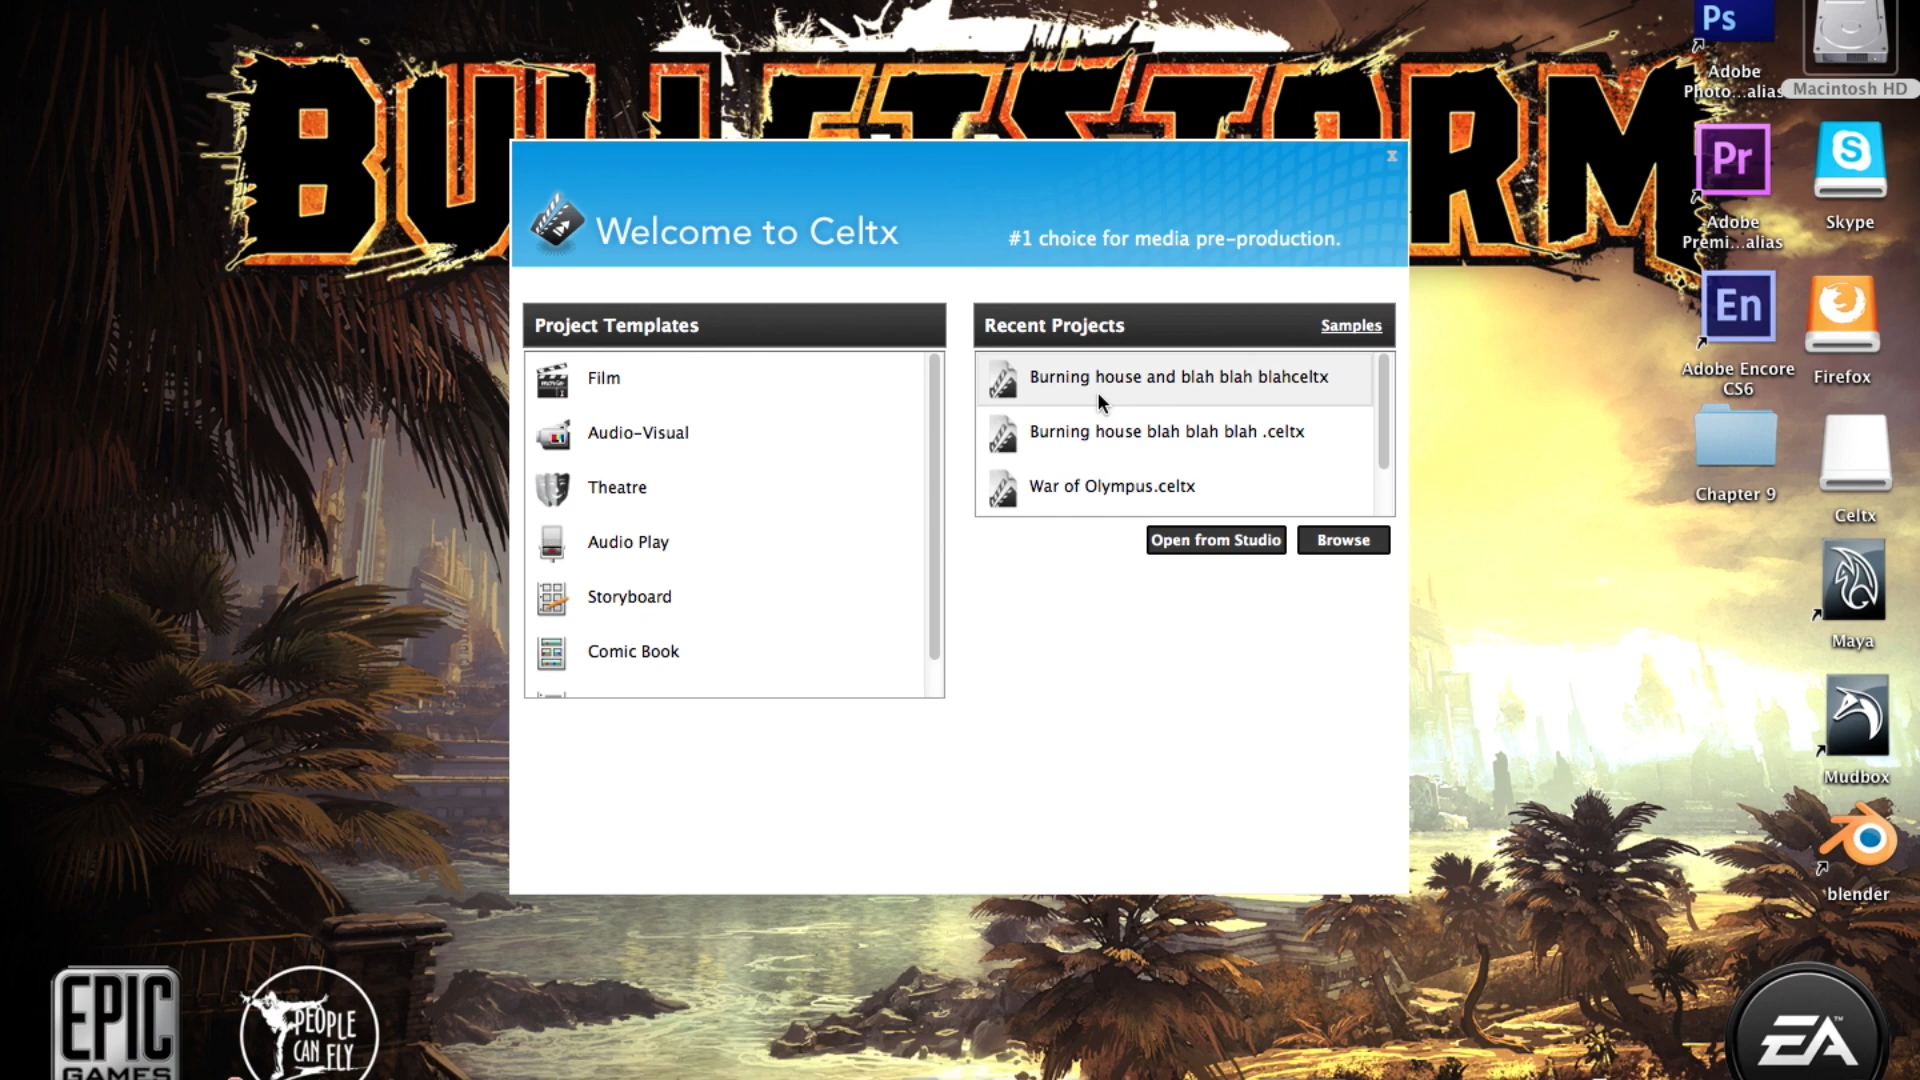 BULLETSTORM
Welcome to Celtx
#1 choice for media pre-production.
x
Project Templates
Film
Audio-Visual
Theatre
Audio Play
Storyboard
Comic Book
Recent Projects
Samples
Burning house and blah blah blahceltx
Burning house blah blah blah .celtx
War of Olympus.celtx
Open from Studio
Browse
Ps
Adobe
Photo...alias
Macintosh HD
Pr
Adobe
Premi...alias
S
Skype
En
Adobe Encore
CS6
Firefox
Chapter 9
Celtx
Maya
Mudbox
blender
EPIC
GAMES
PEOPLE
CAN FLY
EA™